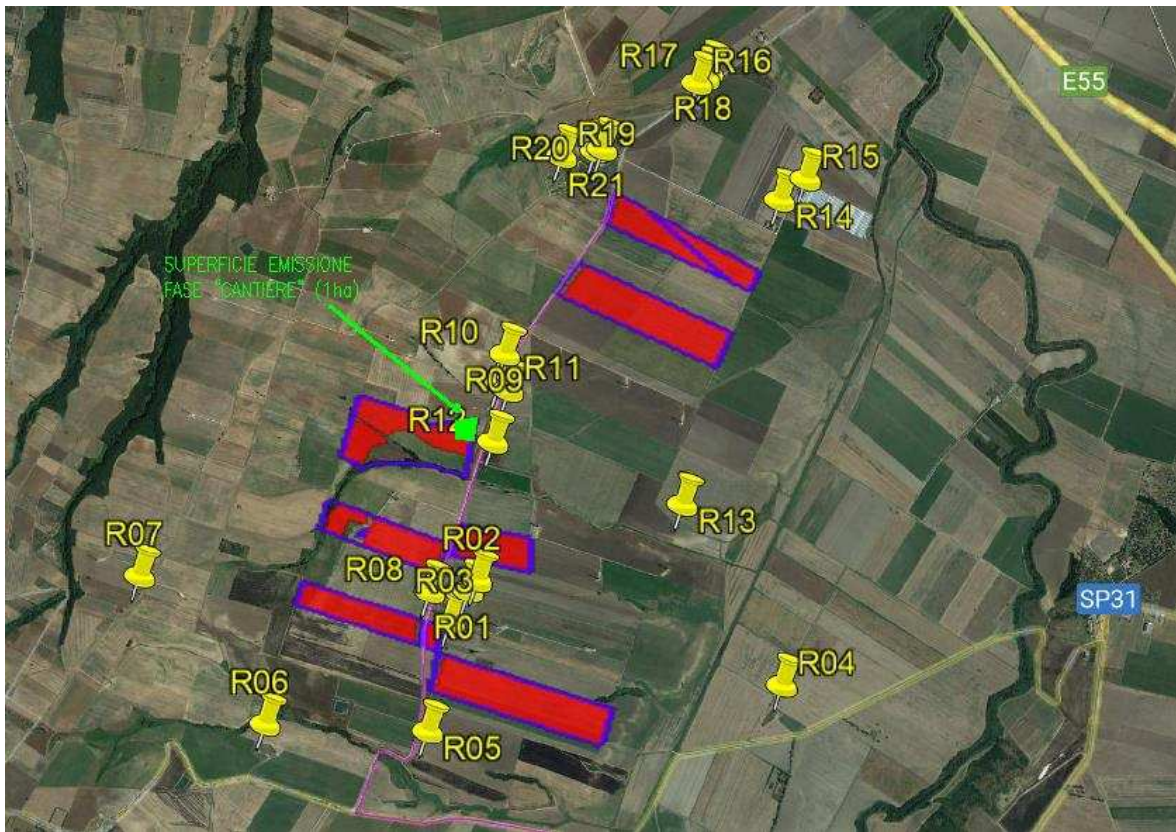 R17
R16
E55
R18
R19
R20
R15
R21
R14
SUPERFICIE EMISSIONE
FASE "CANTIERE" (1ha)
R10
R11
R09
R12
R13
R02
R07
R08
R03
SP31
R01
R04
R06
R05